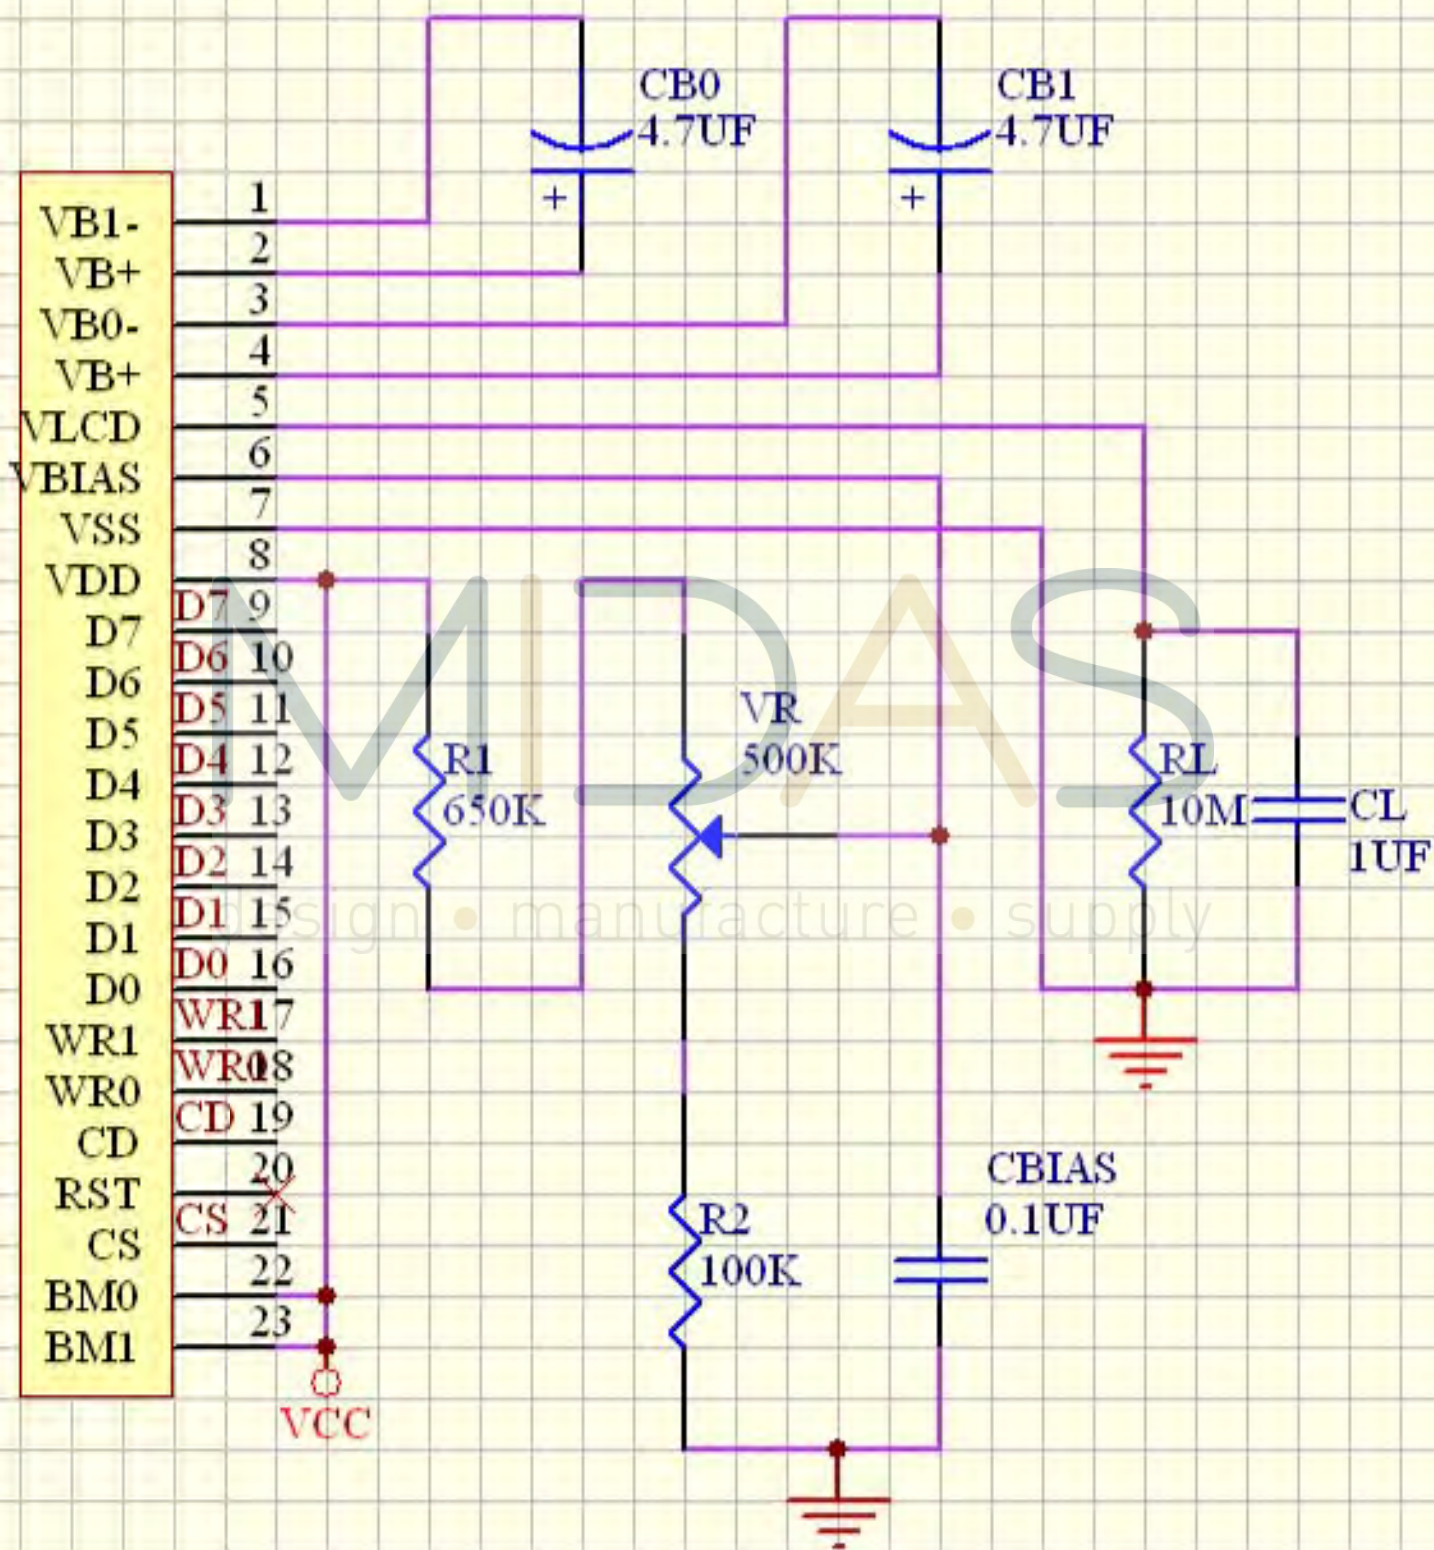 CB0
4.7UF
+
CB1
4.7UF
+
VB1- 1
VB+ 2
VB0- 3
VB+ 4
VLCD 5
VBIAS 6
VSS 7
VDD 8
D7 D7 9
D6 D6 10
D5 D5 11
D4 D4 12
D3 D3 13
D2 D2 14
D1 D1 15
D0 D0 16
WR1 WR1 17
WR0 WR0 18
CD CD 19
RST 20
CS CS 21
BM0 22
BM1 23
VCC
R1
650K
VR
500K
RL
10M
CL
1UF
R2
100K
CBIAS
0.1UF
MIDAS
design • manufacture • supply